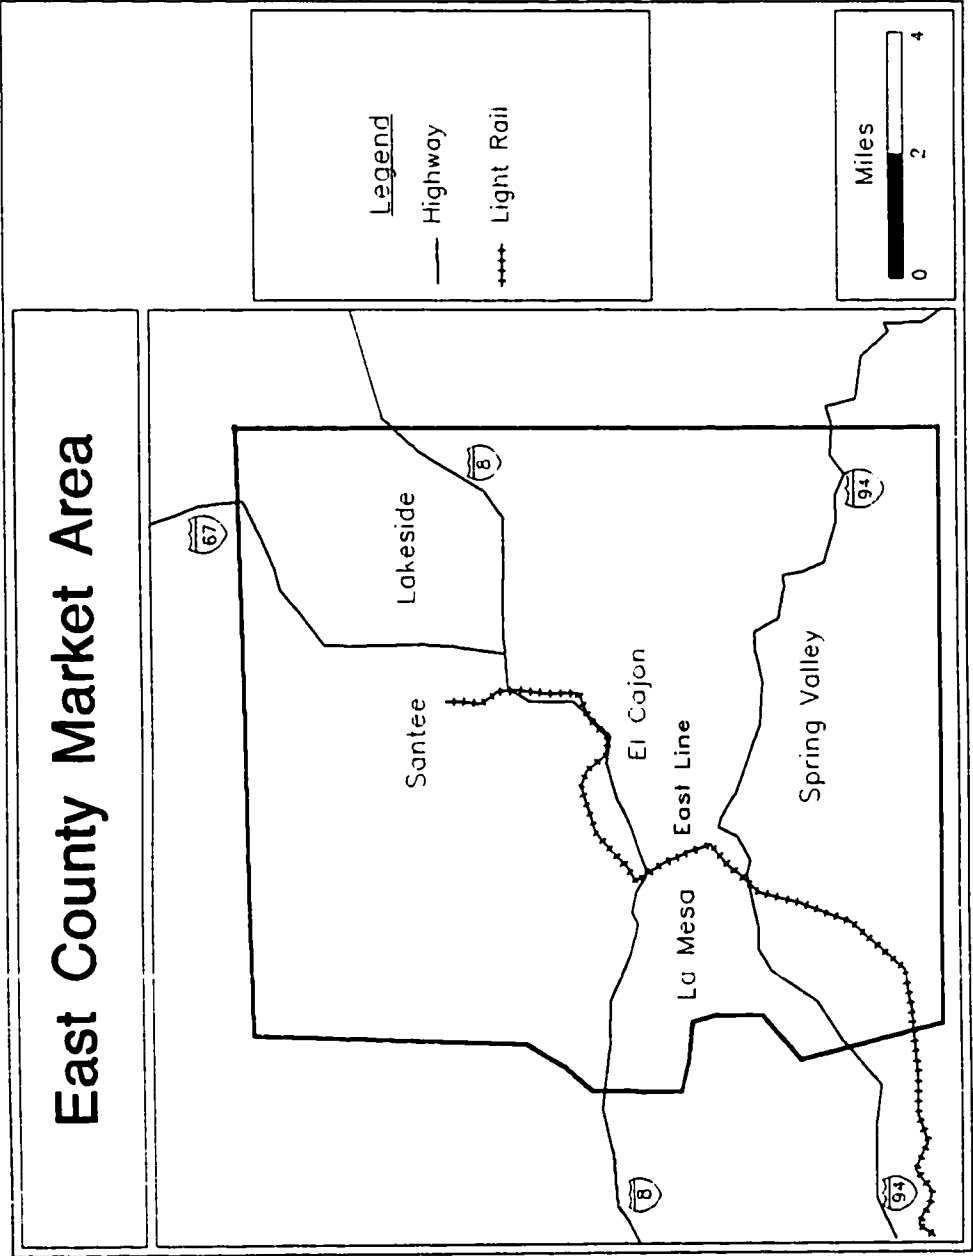 East County Market Area
67
Lakeside
8
Santee
El Cajon
East Line
La Mesa
Spring Valley
94
8
94
Legend
Highway
Light Rail
Miles
0 2 4